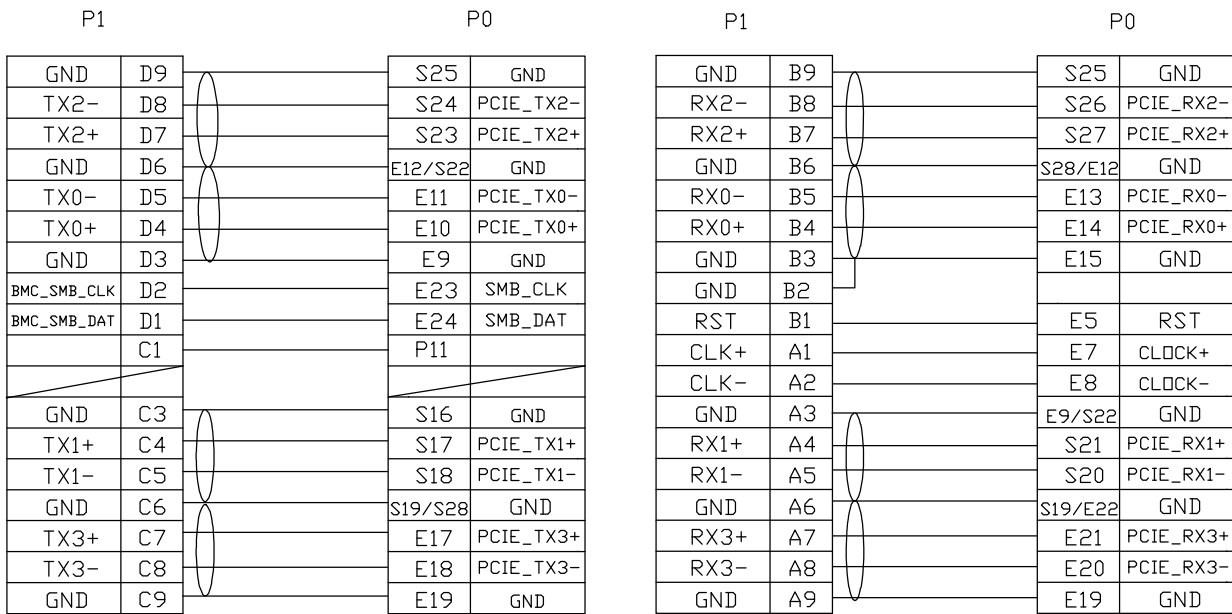 P1 P0 P1 P0
GND D9 S25 GND GND B9 S25 GND
TX2- D8 S24 PCIE_TX2- RX2- B8 S26 PCIE_RX2-
TX2+ D7 S23 PCIE_TX2+ RX2+ B7 S27 PCIE_RX2+
GND D6 E12/S22 GND GND B6 S28/E12 GND
TX0- D5 E11 PCIE_TX0- RX0- B5 E13 PCIE_RX0-
TX0+ D4 E10 PCIE_TX0+ RX0+ B4 E14 PCIE_RX0+
GND D3 E9 GND GND B3 E15 GND
BMC_SMB_CLK D2 E23 SMB_CLK GND B2
BMC_SMB_DAT D1 E24 SMB_DAT RST B1 E5 RST
C1 P11 CLK+ A1 E7 CLOCK+
CLK- A2 E8 CLOCK-
GND C3 S16 GND GND A3 E9/S22 GND
TX1+ C4 S17 PCIE_TX1+ RX1+ A4 S21 PCIE_RX1+
TX1- C5 S18 PCIE_TX1- RX1- A5 S20 PCIE_RX1-
GND C6 S19/S28 GND GND A6 S19/E22 GND
TX3+ C7 E17 PCIE_TX3+ RX3+ A7 E21 PCIE_RX3+
TX3- C8 E18 PCIE_TX3- RX3- A8 E20 PCIE_RX3-
GND C9 E19 GND GND A9 E19 GND